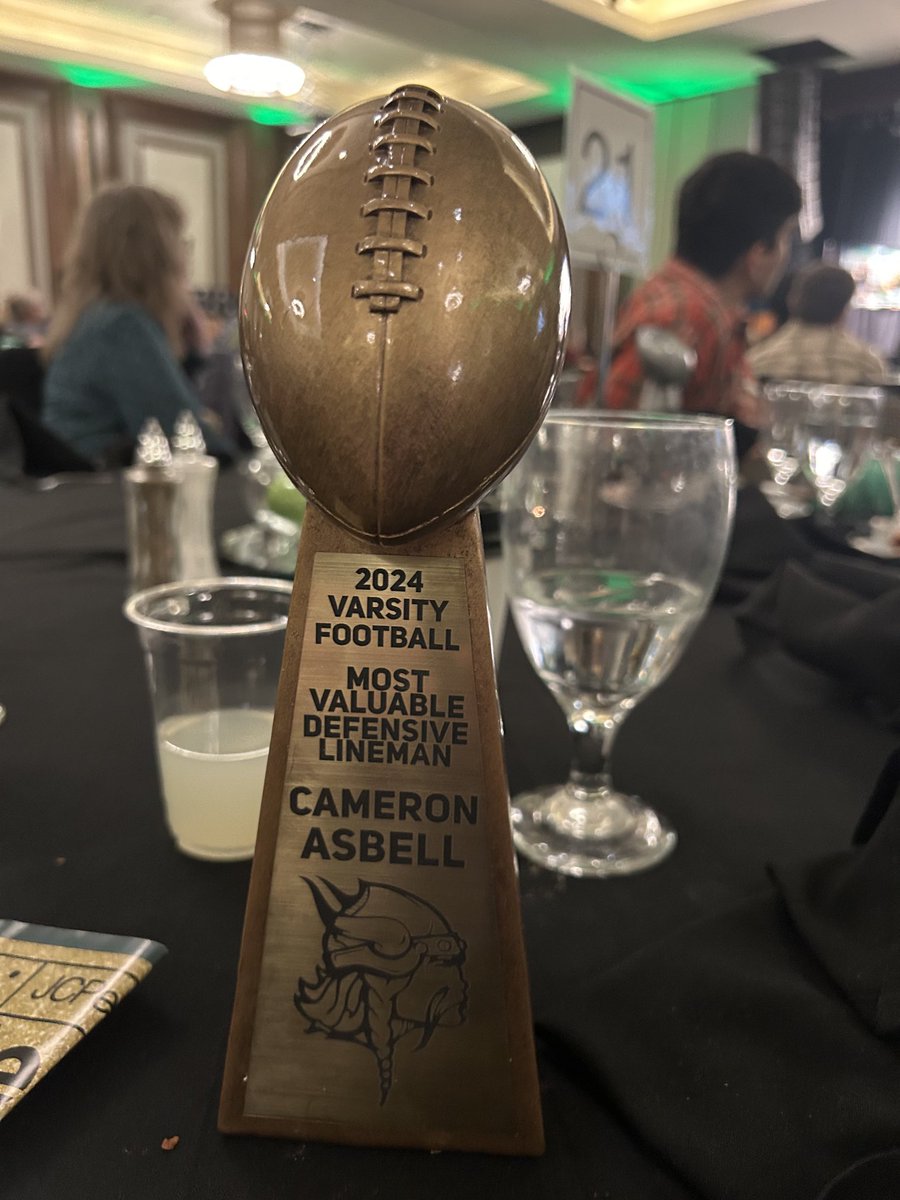 21
2024
VARSITY
FOOTBALL
MOST
VALUABLE
DEFENSIVE
LINEMAN
CAMERON
ASBELL